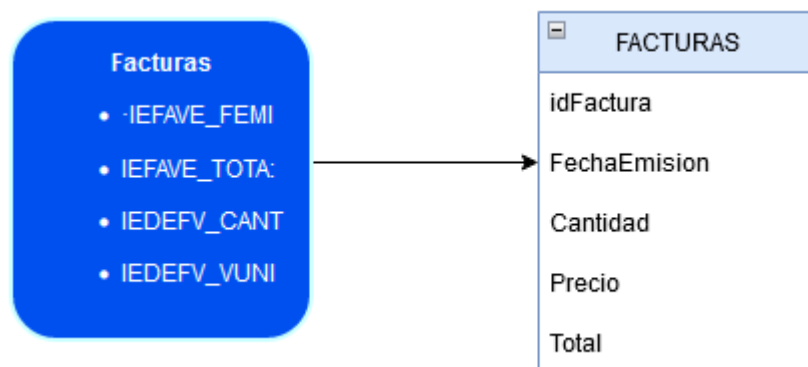 Facturas
-IEFAVE_FEMI
IEFAVE_TOTA:
IEDEFV_CANT
IEDEFV_VUNI
FACTURAS
idFactura
FechaEmision
Cantidad
Precio
Total